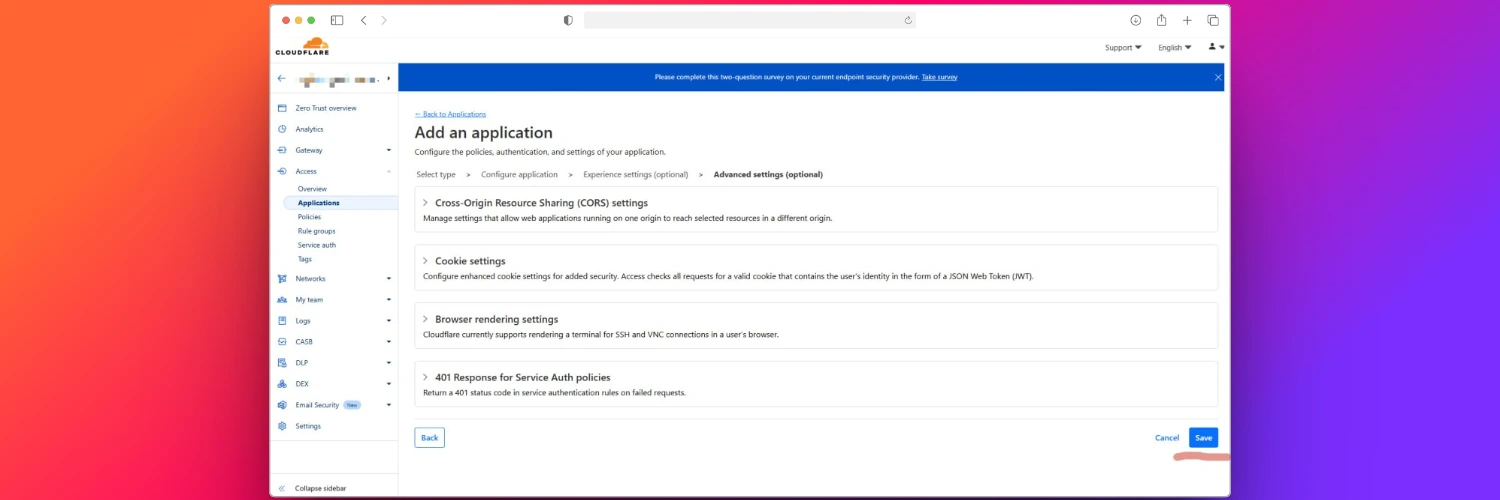 CLOUDFLARE
Support
English
Please complete this two-question survey on your current endpoint security provider. Take survey
Zero Trust overview
Analytics
Gateway
Access
Overview
Applications
Policies
Rule groups
Service auth
Tags
Networks
My team
Logs
CASB
DLP
DEX
Email Security New
Settings
Collapse sidebar
← Back to Applications
Add an application
Configure the policies, authentication, and settings of your application.
Select type > Configure application > Experience settings (optional) > Advanced settings (optional)
Cross-Origin Resource Sharing (CORS) settings
Manage settings that allow web applications running on one origin to reach selected resources in a different origin.
Cookie settings
Configure enhanced cookie settings for added security. Access checks all requests for a valid cookie that contains the user's identity in the form of a JSON Web Token (JWT).
Browser rendering settings
Cloudflare currently supports rendering a terminal for SSH and VNC connections in a user's browser.
401 Response for Service Auth policies
Return a 401 status code in service authentication rules on failed requests.
Back
Cancel
Save